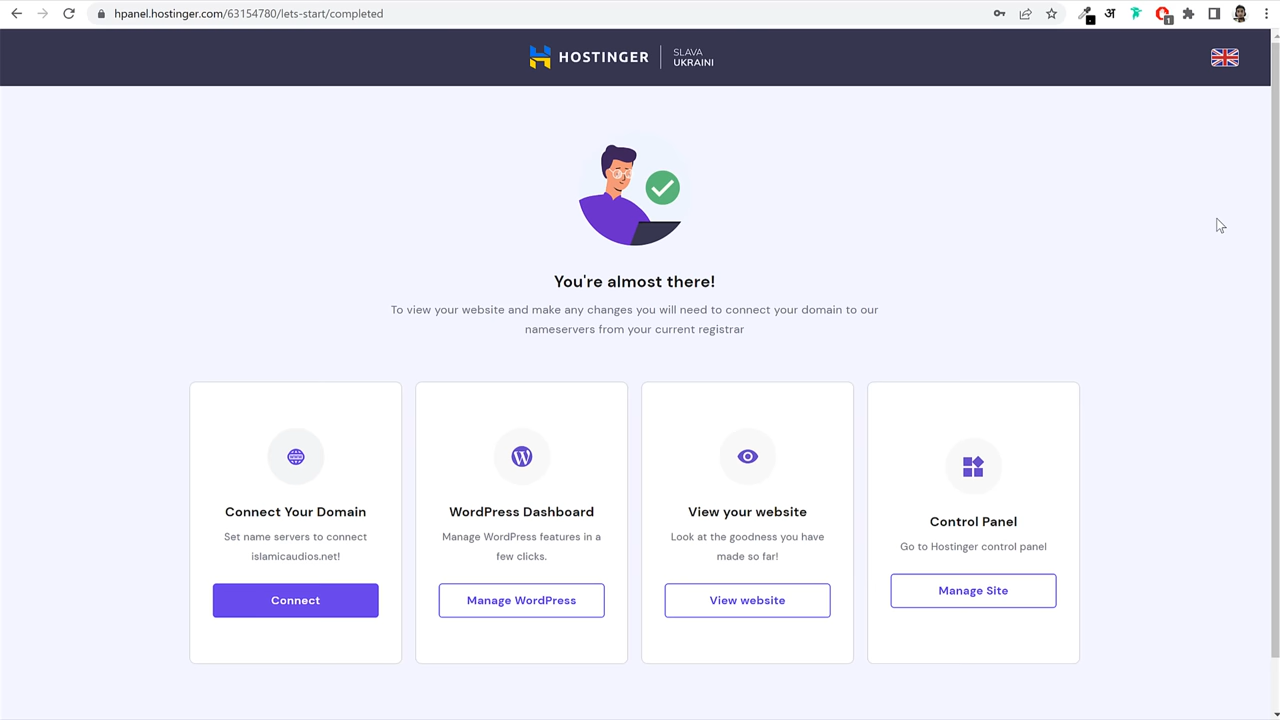 hpanel.hostinger.com/63154780/lets-start/completed
अ
1
HOSTINGER
SLAVA
UKRAINI
You're almost there!
To view your website and make any changes you will need to connect your domain to our
nameservers from your current registrar
Connect Your Domain
Set name servers to connect
islamicaudios.net!
Connect
WordPress Dashboard
Manage WordPress features in a
few clicks.
Manage WordPress
View your website
Look at the goodness you have
made so far!
View website
Control Panel
Go to Hostinger control panel
Manage Site